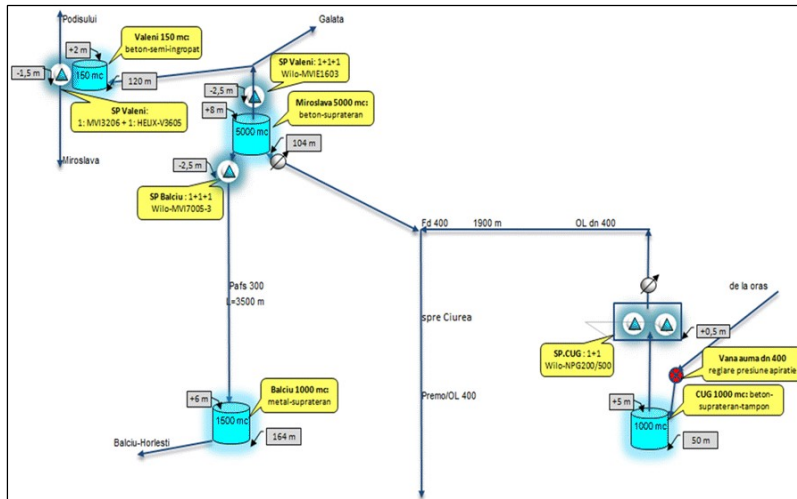 Podisului
Galata
Valeni 150 mc:
beton-semi-ingropat
+2 m
-1,5 m
150 mc
120 m
SP Valeni: 1+1+1
Wilo-MVIE1603
-2,5 m
SP Valeni:
1: MVI3206 + 1: HELIX-V3605
+8 m
Miroslava 5000 mc:
beton-suprateran
5000 mc
104 m
Miroslava
-2,5 m
SP Balciu : 1+1+1
Wilo-MVI7005-3
Fd 400 1900 m OL dn 400
Pafs 300
L=3500 m
de la oras
spre Ciurea
+0,5 m
SP.CUG : 1+1
Wilo-NPG200/500
Vana auma dn 400
reglare presiune apiratie
Balciu 1000 mc:
metal-suprateran
+6 m
1500 mc
164 m
Balciu-Horlesti
Premo/OL 400
CUG 1000 mc: beton-
suprateran-tampon
+5 m
1000 mc
50 m